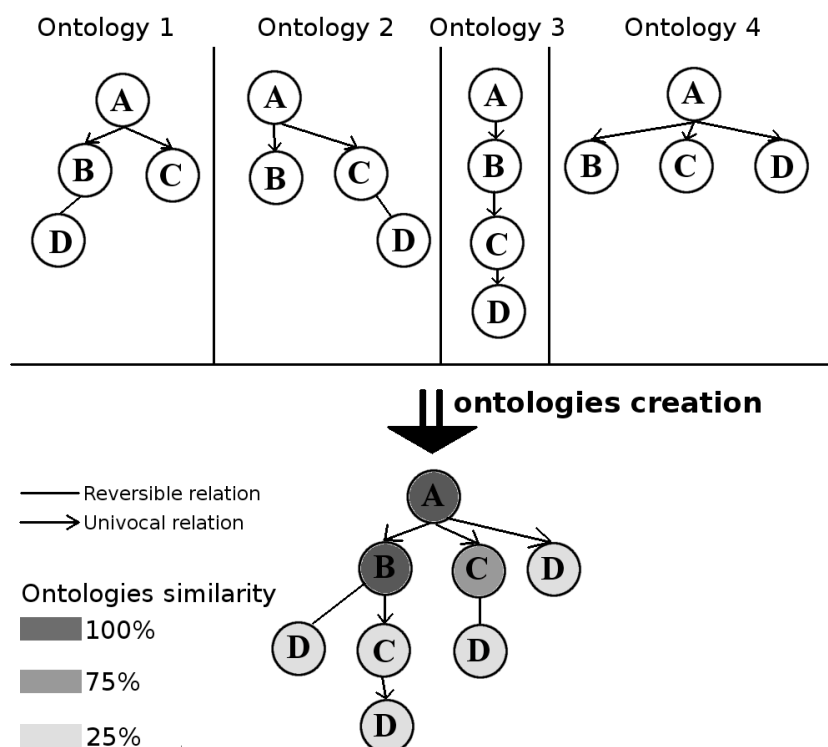 Ontology 1 Ontology 2 Ontology 3 Ontology 4
A A A A
B C B C B B C D
D D C
D
ontologies creation
A
Reversible relation
Univocal relation
B C D
Ontologies similarity
100%
D C D
75%
D
25%